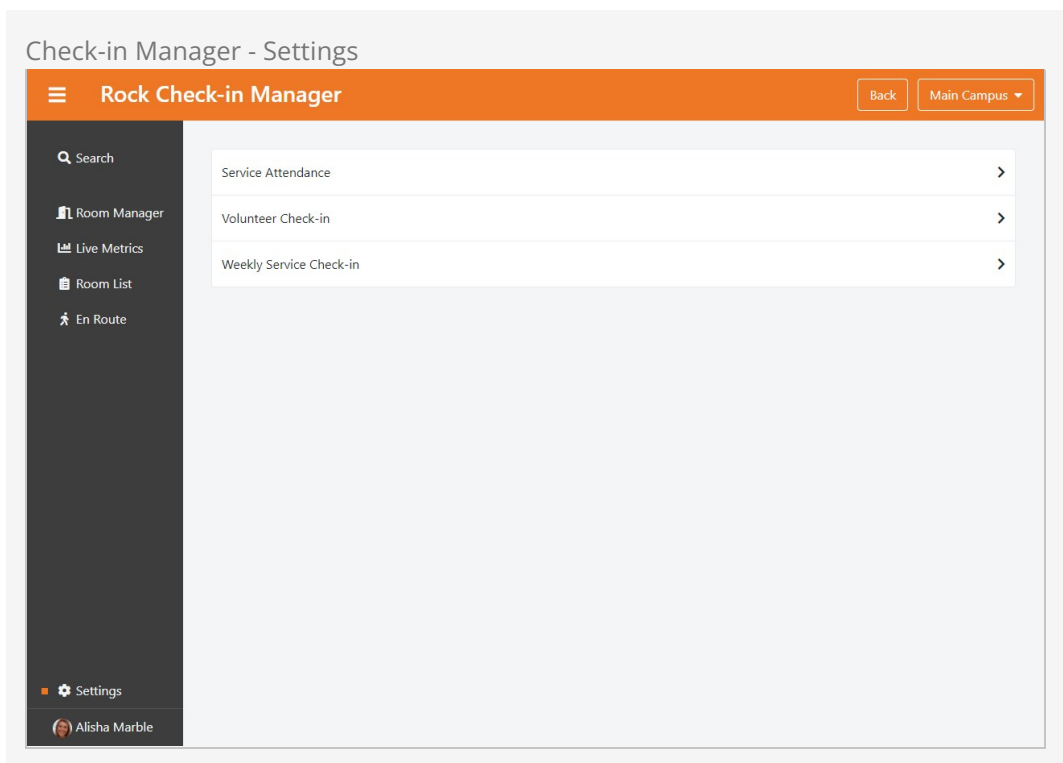 Check-in Manager - Settings
Rock Check-in Manager
Back
Main Campus
Search
Room Manager
Live Metrics
Room List
En Route
Settings
Alisha Marble
Service Attendance
Volunteer Check-in
Weekly Service Check-in